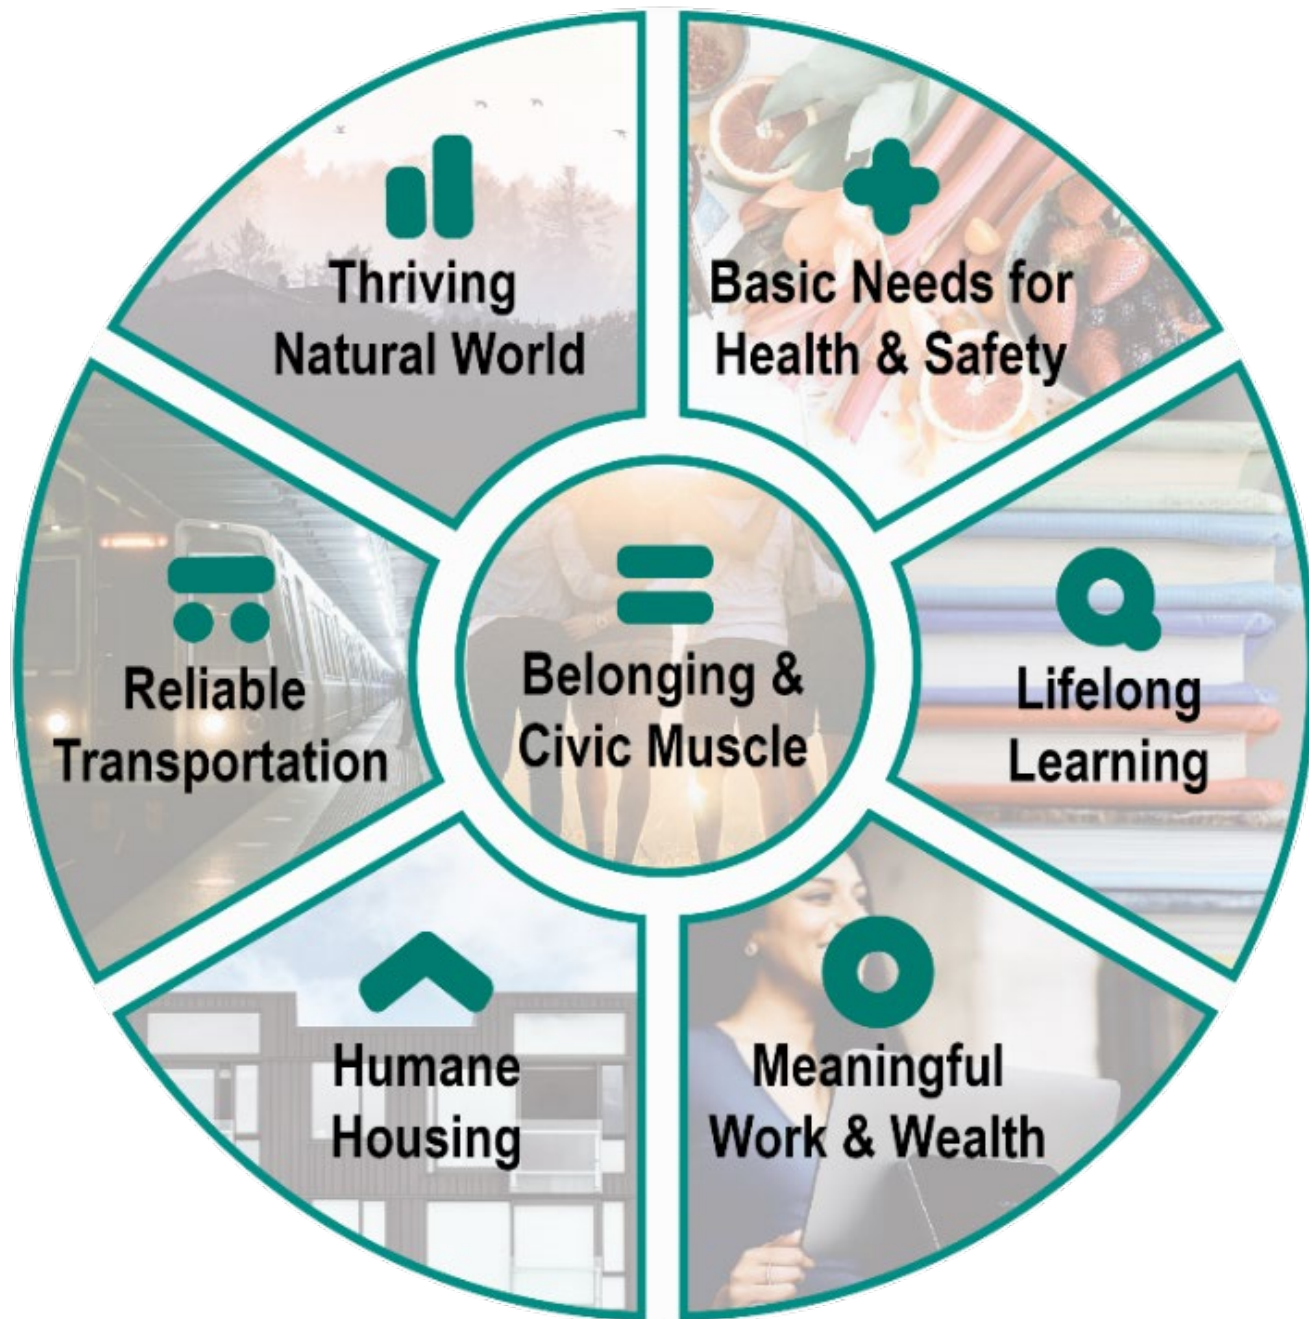 Thriving
Natural World
Basic Needs for
Health & Safety
Reliable
Transportation
Belonging &
Civic Muscle
Lifelong
Learning
Humane
Housing
Meaningful
Work & Wealth